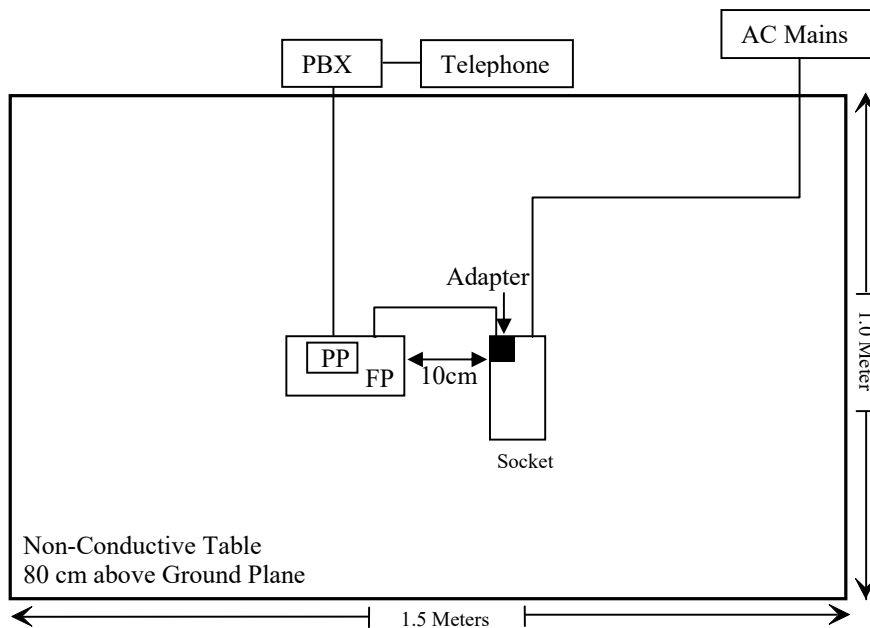 AC Mains
PBX
Telephone
Adapter
PP
FP
10cm
Socket
1.0 Meter
Non-Conductive Table
80 cm above Ground Plane
1.5 Meters